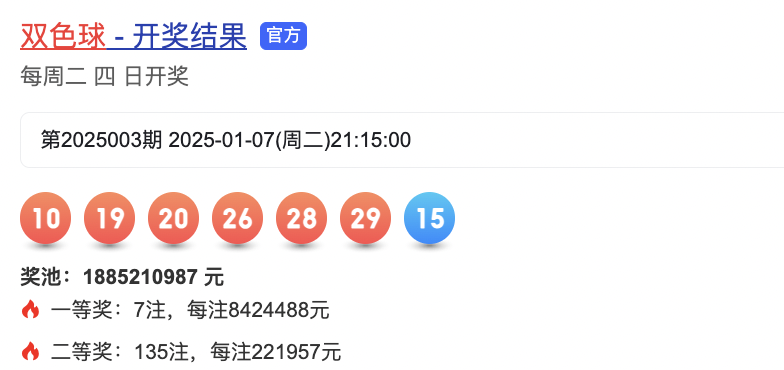 双色球 - 开奖结果 官方
每周二 四 日开奖
第2025003期 2025-01-07(周二)21:15:00
10 19 20 26 28 29 15
奖池：1885210987 元
一等奖：7注，每注8424488元
二等奖：135注，每注221957元